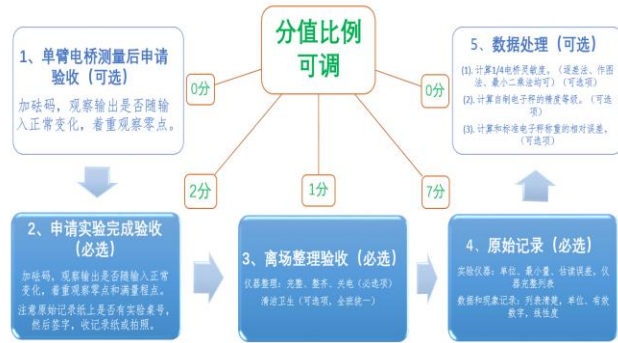 分值比例
可调
1、单臂电桥测量后申请
验收（可选）
加砝码，观察输出是否随输
入正常变化，着重观察零点。
0分
2分
1分
7分
0分
5、数据处理（可选）
(1). 计算1/4电桥灵敏度。（逐差法、作图
法、最小二乘法均可）（可选项）
(2). 计算自制电子秤的精度等级。（可选
项）
(3). 计算和标准电子秤称重的相对误差。
（可选项）
2、申请实验完成验收
（必选）
加砝码，观察输出是否随输入正常
变化，着重观察零点和满量程点。
注意原始记录纸上是否有实验桌号，
然后签字，收记录纸或拍照。
3、离场整理验收（必选）
仪器整理：完整、整齐、关电（必选项）
清洁卫生（可选项，全班统一）
4、原始记录（必选）
实验仪器：单位、最小量、估读误差，仪
器完整列表
数据和现象记录：列表清楚，单位、有效
数字，线性度